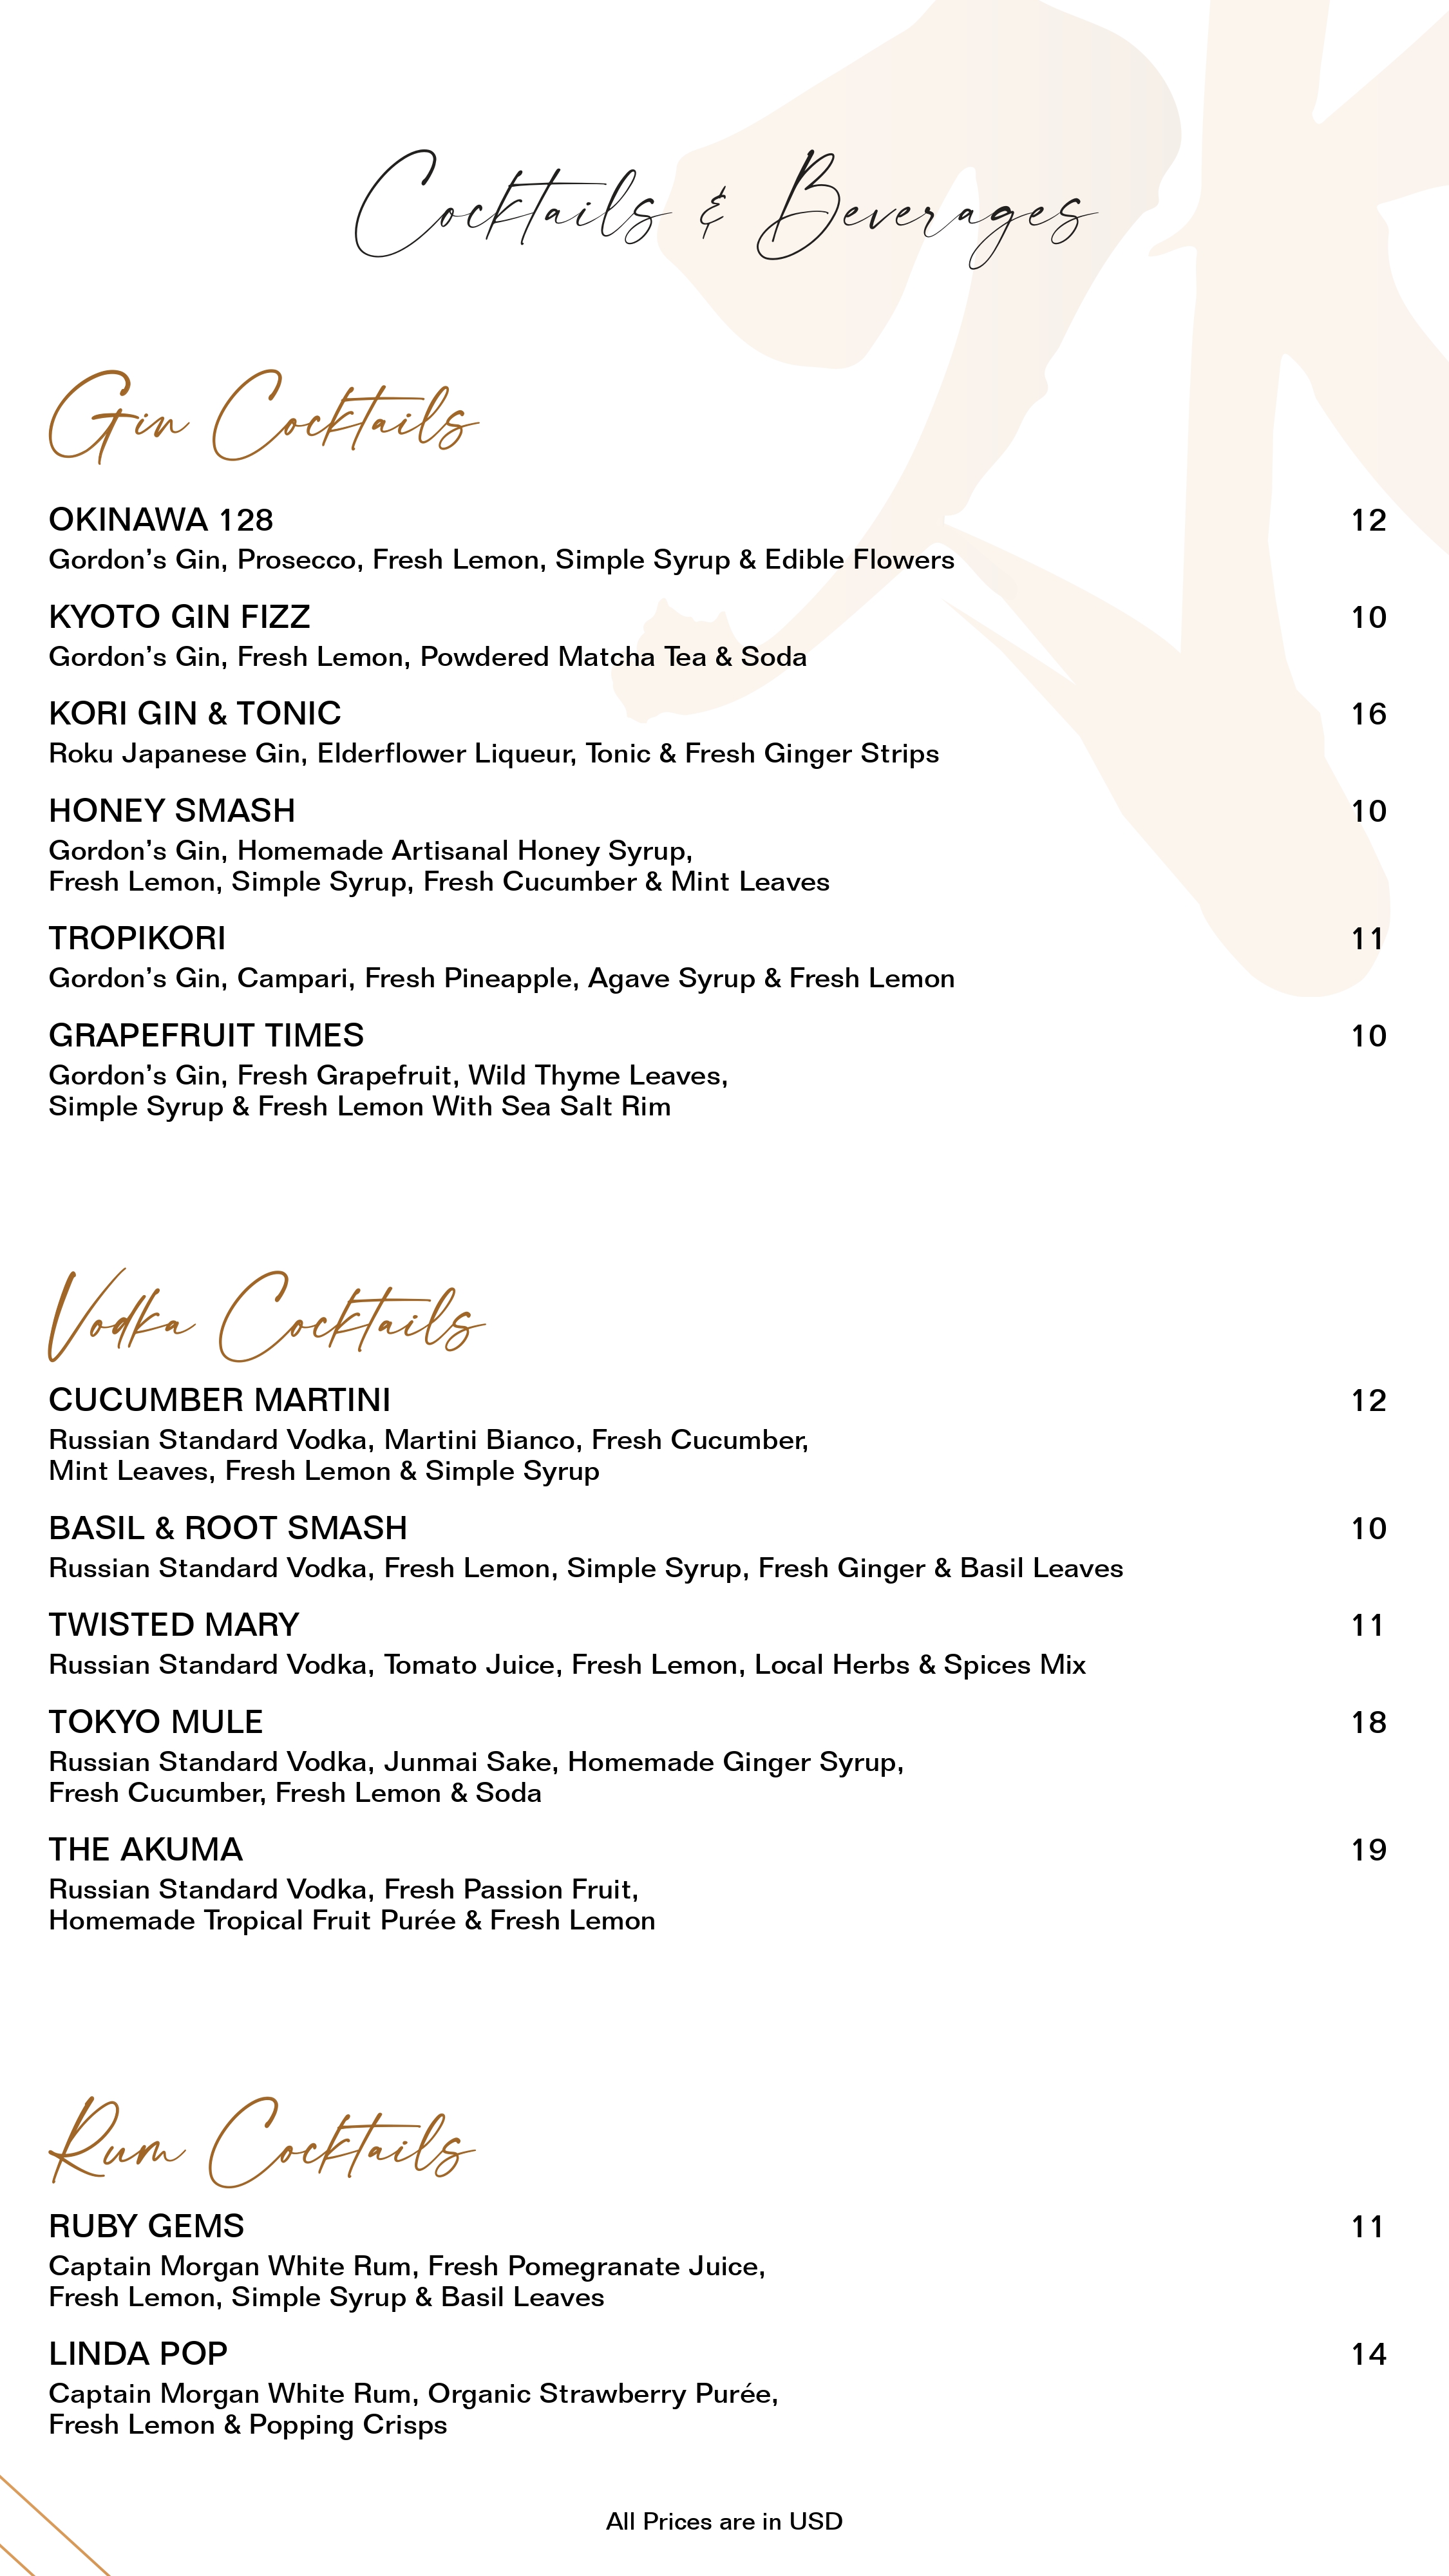 Cocktails & Beverages
Gin Cocktails
OKINAWA 128 12
Gordon's Gin, Prosecco, Fresh Lemon, Simple Syrup & Edible Flowers
KYOTO GIN FIZZ 10
Gordon's Gin, Fresh Lemon, Powdered Matcha Tea & Soda
KORI GIN & TONIC 16
Roku Japanese Gin, Elderflower Liqueur, Tonic & Fresh Ginger Strips
HONEY SMASH 10
Gordon's Gin, Homemade Artisanal Honey Syrup,
Fresh Lemon, Simple Syrup, Fresh Cucumber & Mint Leaves
TROPIKORI 11
Gordon's Gin, Campari, Fresh Pineapple, Agave Syrup & Fresh Lemon
GRAPEFRUIT TIMES 10
Gordon's Gin, Fresh Grapefruit, Wild Thyme Leaves,
Simple Syrup & Fresh Lemon With Sea Salt Rim
Vodka Cocktails
CUCUMBER MARTINI 12
Russian Standard Vodka, Martini Bianco, Fresh Cucumber,
Mint Leaves, Fresh Lemon & Simple Syrup
BASIL & ROOT SMASH 10
Russian Standard Vodka, Fresh Lemon, Simple Syrup, Fresh Ginger & Basil Leaves
TWISTED MARY 11
Russian Standard Vodka, Tomato Juice, Fresh Lemon, Local Herbs & Spices Mix
TOKYO MULE 18
Russian Standard Vodka, Junmai Sake, Homemade Ginger Syrup,
Fresh Cucumber, Fresh Lemon & Soda
THE AKUMA 19
Russian Standard Vodka, Fresh Passion Fruit,
Homemade Tropical Fruit Purée & Fresh Lemon
Rum Cocktails
RUBY GEMS 11
Captain Morgan White Rum, Fresh Pomegranate Juice,
Fresh Lemon, Simple Syrup & Basil Leaves
LINDA POP 14
Captain Morgan White Rum, Organic Strawberry Purée,
Fresh Lemon & Popping Crisps
All Prices are in USD